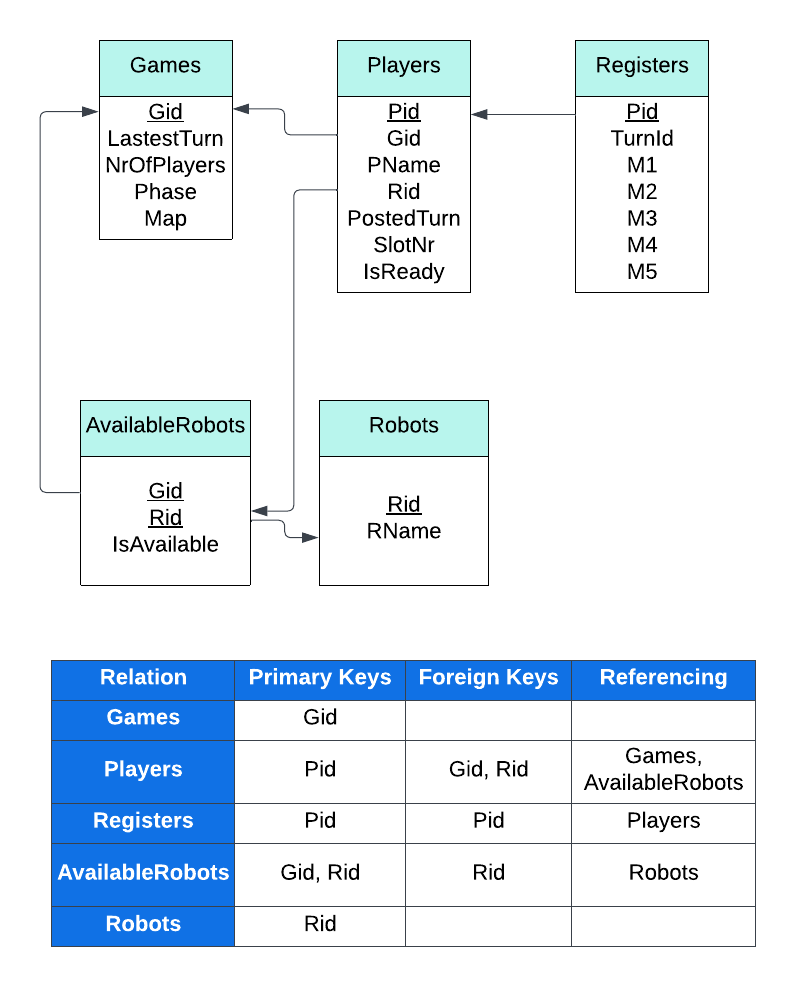 Games
Gid
LastestTurn
NrOfPlayers
Phase
Map
Players
Pid
Gid
PName
Rid
PostedTurn
SlotNr
IsReady
Registers
Pid
TurnId
M1
M2
M3
M4
M5
AvailableRobots
Gid
Rid
IsAvailable
Robots
Rid
RName
Relation Primary Keys Foreign Keys Referencing
Games Gid
Players Pid Gid, Rid Games,
AvailableRobots
Registers Pid Pid Players
AvailableRobots Gid, Rid Rid Robots
Robots Rid